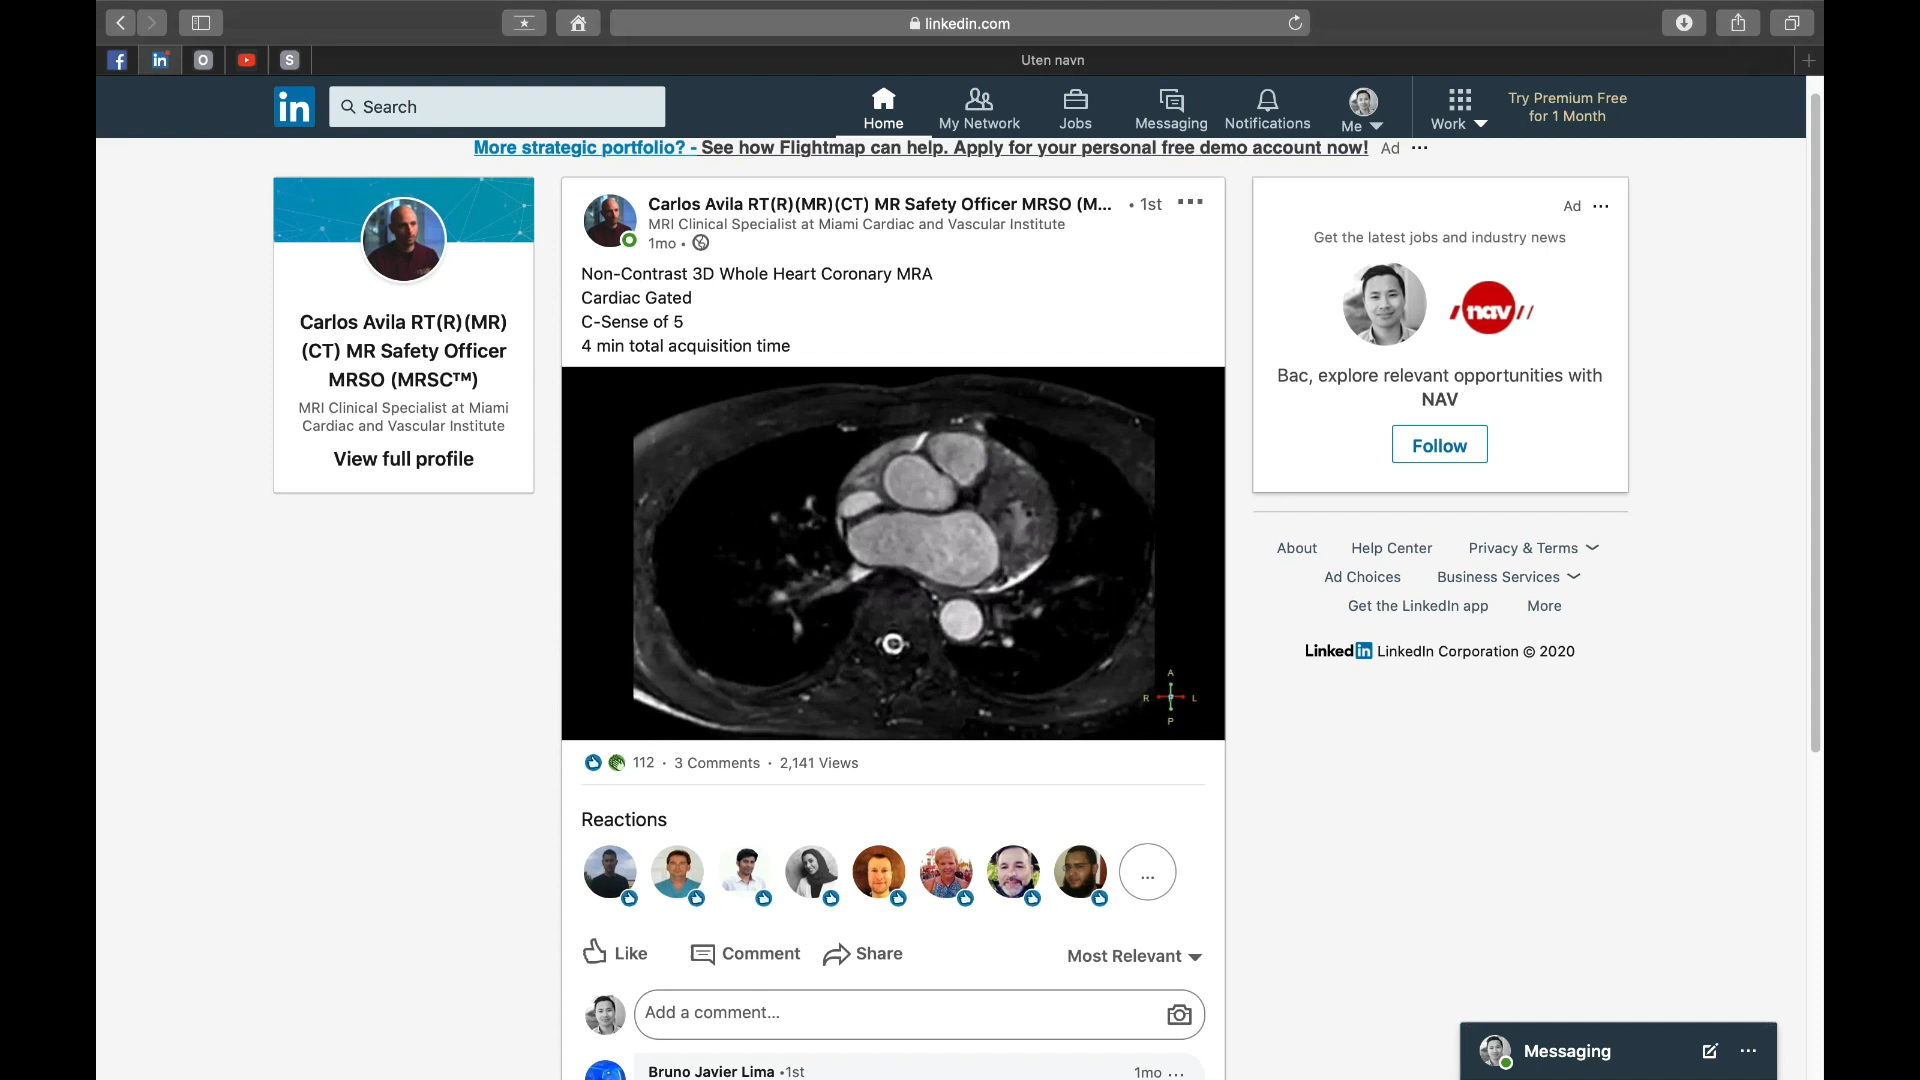 linkedin.com
f
in
O
S
Uten navn
in
Search
Home
My Network
Jobs
Messaging
Notifications
Me
Work
Try Premium Free
for 1 Month
More strategic portfolio? - See how Flightmap can help. Apply for your personal free demo account now! Ad ...
Carlos Avila RT(R)(MR)
(CT) MR Safety Officer
MRSO (MRSC™)
MRI Clinical Specialist at Miami
Cardiac and Vascular Institute
View full profile
Carlos Avila RT(R)(MR)(CT) MR Safety Officer MRSO (M... • 1st ...
MRI Clinical Specialist at Miami Cardiac and Vascular Institute
1mo •
Non-Contrast 3D Whole Heart Coronary MRA
Cardiac Gated
C-Sense of 5
4 min total acquisition time
A
R L
P
112 • 3 Comments • 2,141 Views
Reactions
...
Like
Comment
Share
Most Relevant
Add a comment...
Bruno Javier Lima • 1st
1mo ...
Ad ...
Get the latest jobs and industry news
nav
Bac, explore relevant opportunities with
NAV
Follow
About Help Center Privacy & Terms
Ad Choices Business Services
Get the LinkedIn app More
Linkedin LinkedIn Corporation © 2020
Messaging ...